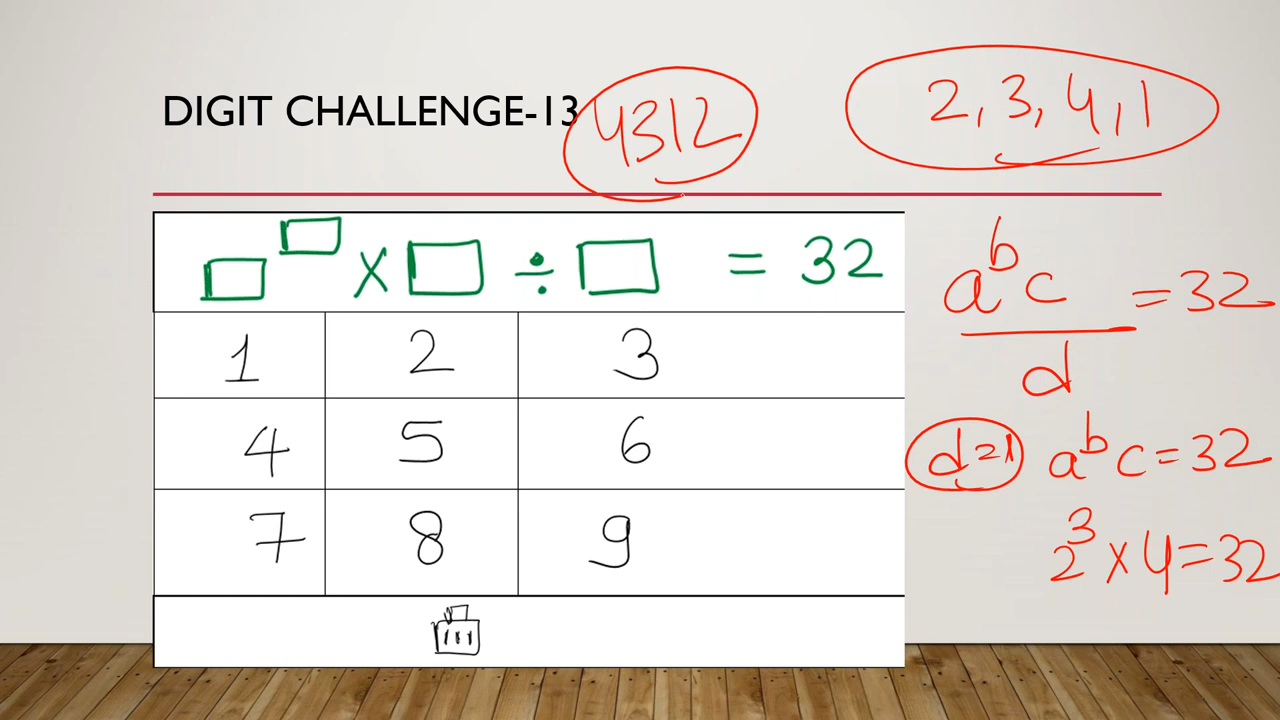 DIGIT CHALLENGE-13
4312
2, 3, 4, 1
□^□ × □ ÷ □ = 32
1 2 3
4 5 6
7 8 9
a^b c / d = 32
d=1 a^b c = 32
2^3 × 4 = 32